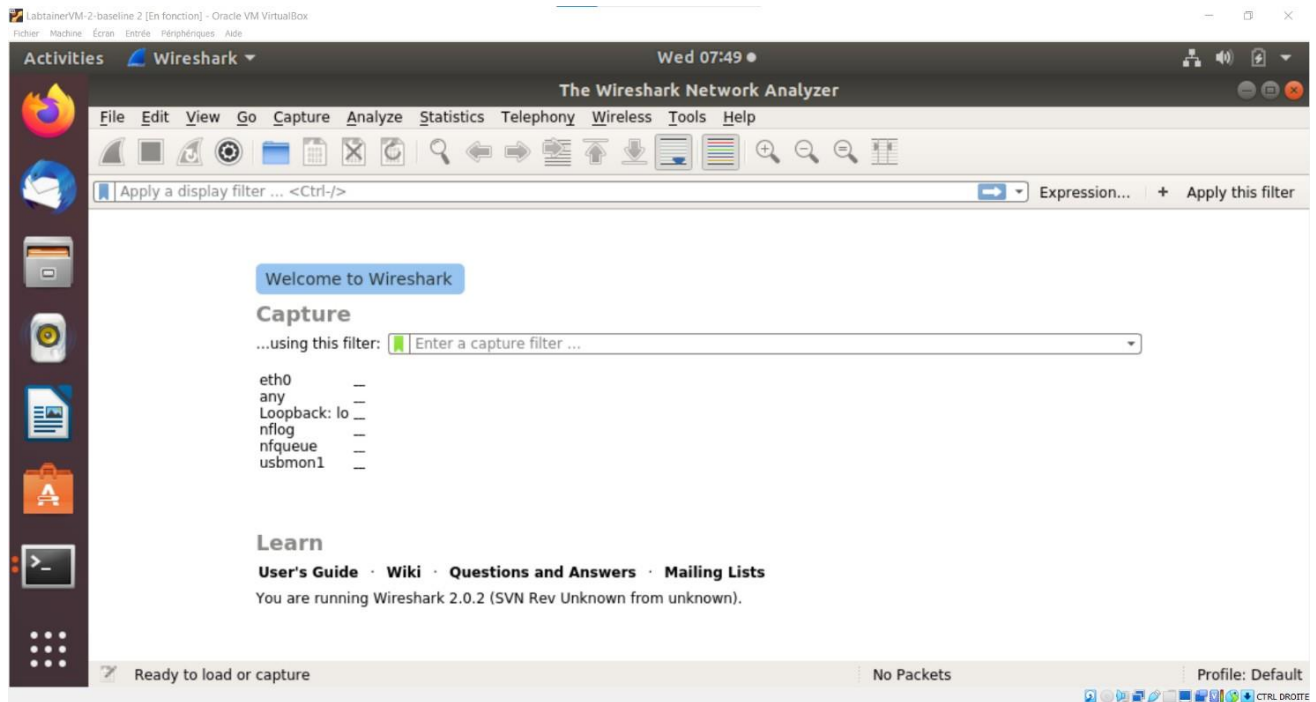 LabtainerVM-2-baseline 2 [En fonction] - Oracle VM VirtualBox
Fichier Machine Écran Entrée Périphériques Aide
Activities Wireshark Wed 07:49
The Wireshark Network Analyzer
File Edit View Go Capture Analyze Statistics Telephony Wireless Tools Help
Apply a display filter ... <Ctrl-/> Expression... + Apply this filter
Welcome to Wireshark
Capture
...using this filter: Enter a capture filter ...
eth0
any
Loopback: lo
nflog
nfqueue
usbmon1
Learn
User's Guide · Wiki · Questions and Answers · Mailing Lists
You are running Wireshark 2.0.2 (SVN Rev Unknown from unknown).
Ready to load or capture No Packets Profile: Default
CTRL DROITE